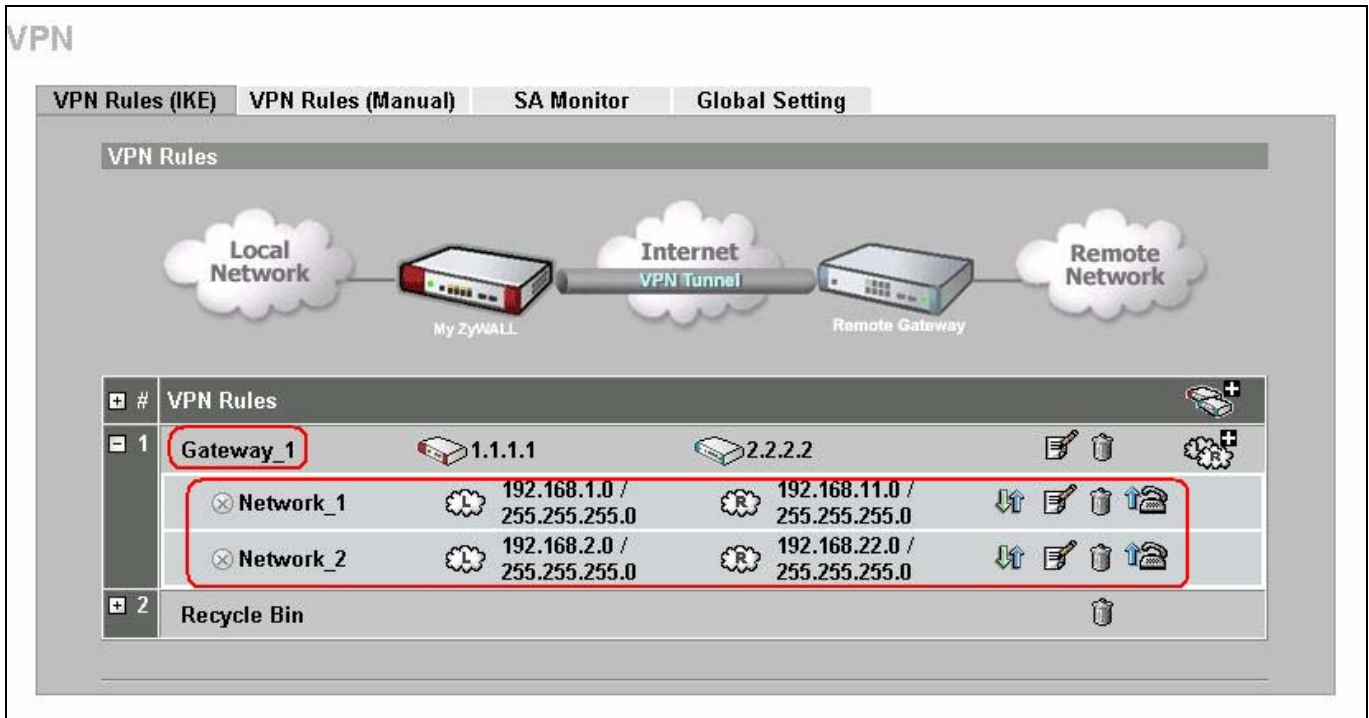 VPN
VPN Rules (IKE) VPN Rules (Manual) SA Monitor Global Setting
VPN Rules
Local
Network
Internet
VPN Tunnel
Remote
Network
My ZyWALL
Remote Gateway
# VPN Rules
1 Gateway_1 1.1.1.1 2.2.2.2 R
Network_1 L 192.168.1.0 / 255.255.255.0 R 192.168.11.0 / 255.255.255.0
Network_2 L 192.168.2.0 / 255.255.255.0 R 192.168.22.0 / 255.255.255.0
2 Recycle Bin